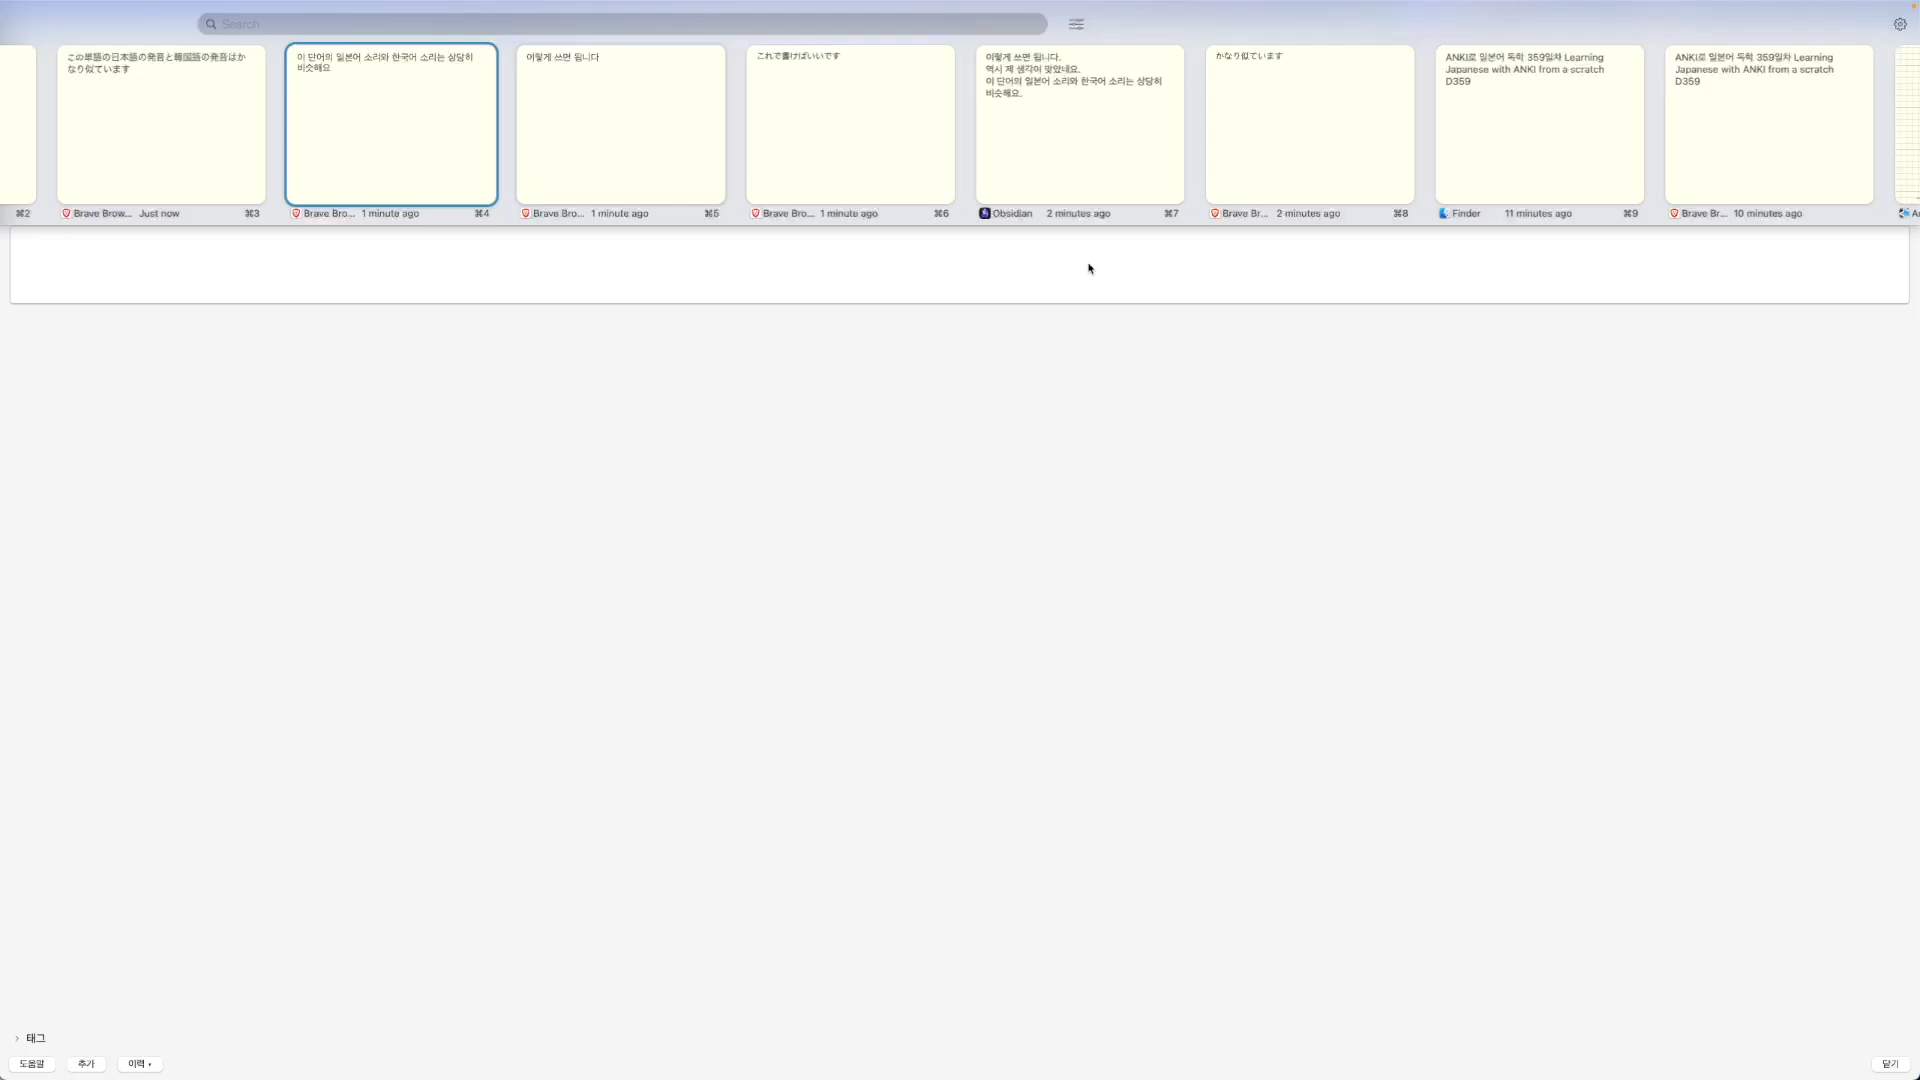 Search
この単語の日本語の発音と韓国語の発音はか
なり似ています
이 단어의 일본어 소리와 한국어 소리는 상당히
비슷해요
이렇게 쓰면 됩니다
これで書けばいいです
이렇게 쓰면 됩니다.
역시 제 생각이 맞았네요.
이 단어의 일본어 소리와 한국어 소리는 상당히
비슷해요.
かなり似ています
ANKI로 일본어 독학 359일차 Learning
Japanese with ANKI from a scratch
D359
ANKI로 일본어 독학 359일차 Learning
Japanese with ANKI from a scratch
D359
⌘2
Brave Brow... Just now ⌘3
Brave Bro... 1 minute ago ⌘4
Brave Bro... 1 minute ago ⌘5
Brave Bro... 1 minute ago ⌘6
Obsidian 2 minutes ago ⌘7
Brave Br... 2 minutes ago ⌘8
Finder 11 minutes ago ⌘9
Brave Br... 10 minutes ago
태그
도움말 추가 이력 닫기